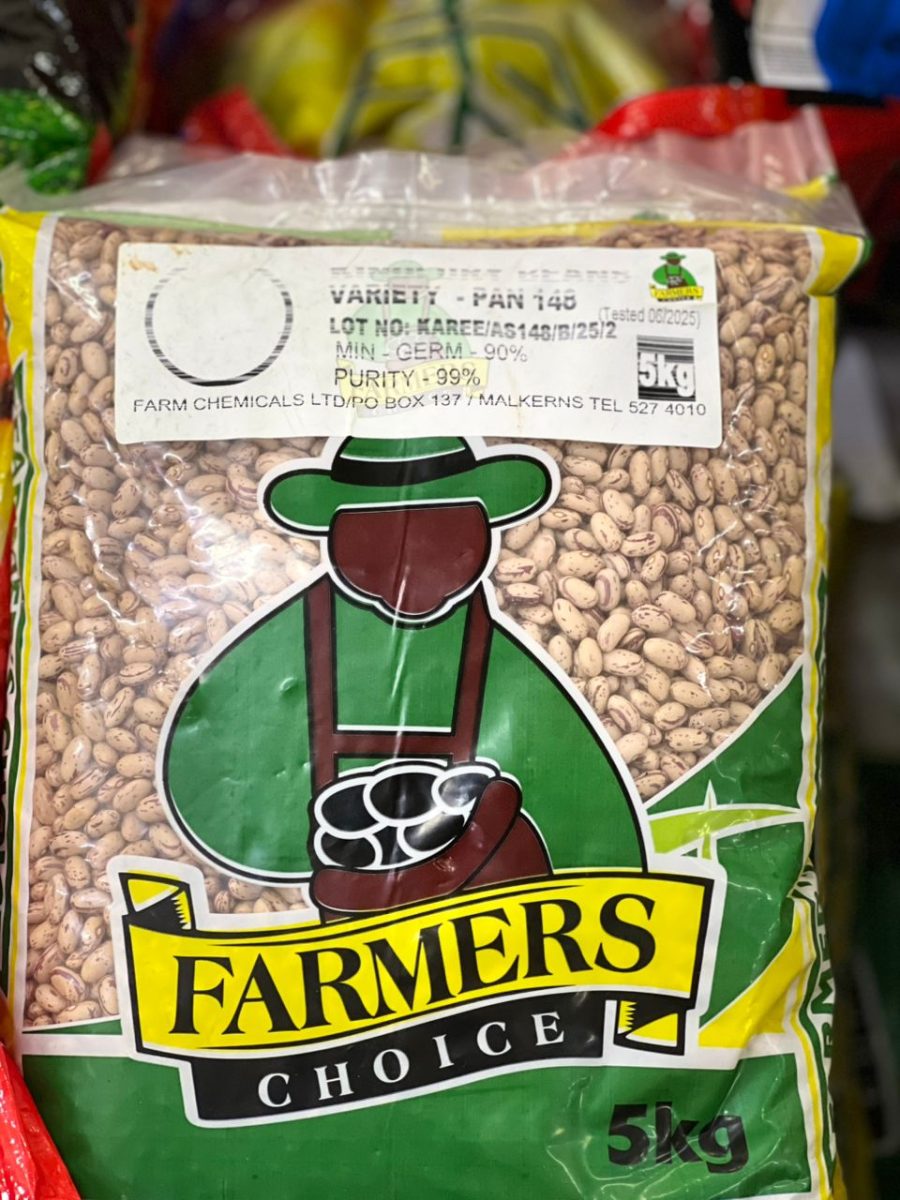 VARIETY - PAN 148
(Tested 06/2025)
LOT NO: KAREE/AS148/B/25/2
MIN - GERM - 90%
PURITY - 99%
5kg
FARM CHEMICALS LTD/PO BOX 137 / MALKERNS TEL 527 4010
FARMERS
FARMERS
CHOICE
5kg